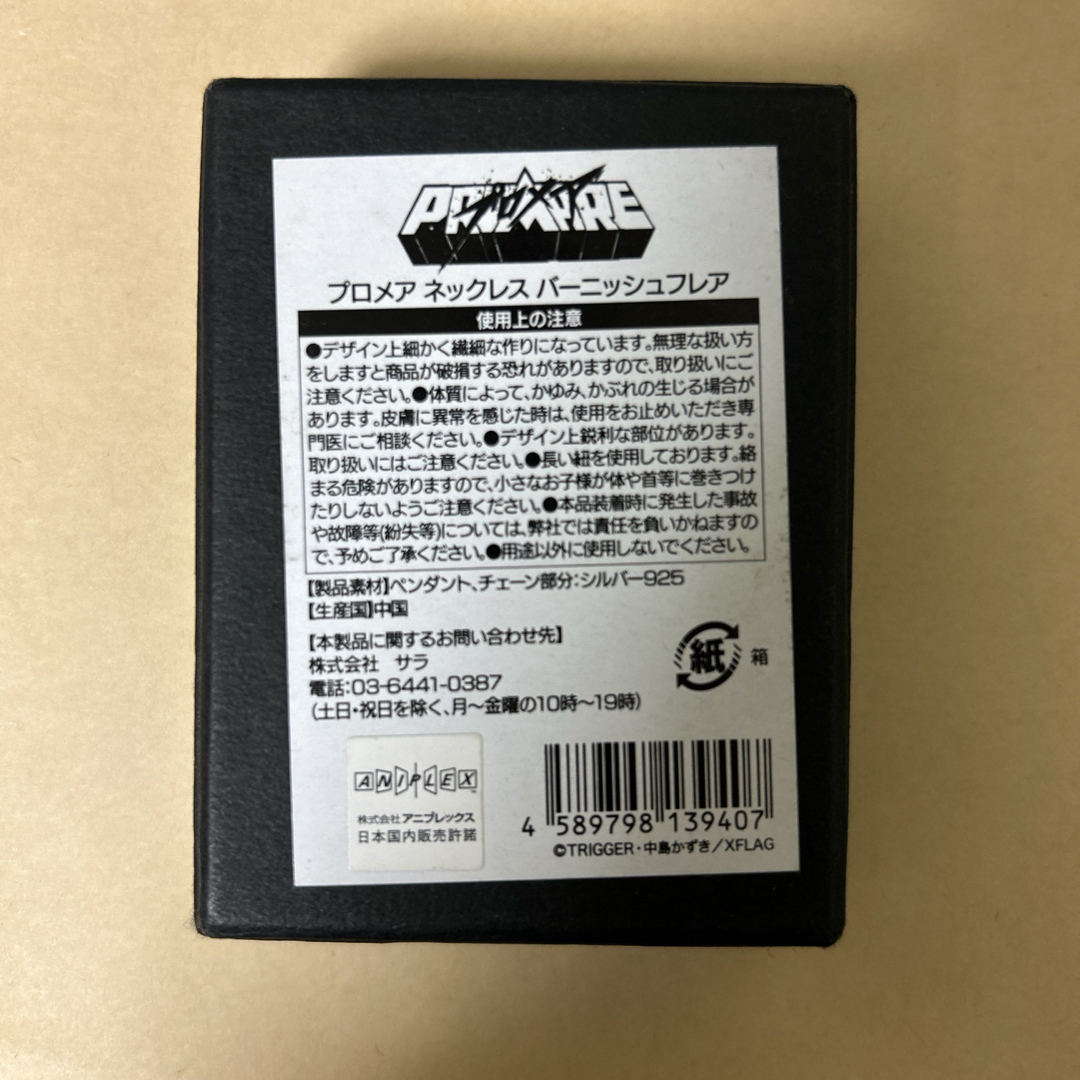 PROMARE
プロメア
プロメア ネックレス バーニッシュフレア
使用上の注意
●デザイン上細かく繊細な作りになっています。無理な扱い方
をしますと商品が破損する恐れがありますので、取り扱いにご
注意ください。●体質によって、かゆみ、かぶれの生じる場合が
あります。皮膚に異常を感じた時は、使用をお止めいただき専
門医にご相談ください。●デザイン上鋭利な部位があります。
取り扱いにはご注意ください。●長い紐を使用しております。絡
まる危険がありますので、小さなお子様が体や首等に巻きつけ
たりしないようご注意ください。●本品装着時に発生した事故
や故障等(紛失等)については、弊社では責任を負いかねますの
で、予めご了承ください。●用途以外に使用しないでください。
【製品素材】ペンダント、チェーン部分：シルバー925
【生産国】中国
【本製品に関するお問い合わせ先】
株式会社 サラ
電話：03-6441-0387
（土日・祝日を除く、月〜金曜の10時〜19時）
紙 箱
ANIPLEX
株式会社アニプレックス
日本国内販売許諾
4 589798 139407
©TRIGGER・中島かずき／XFLAG